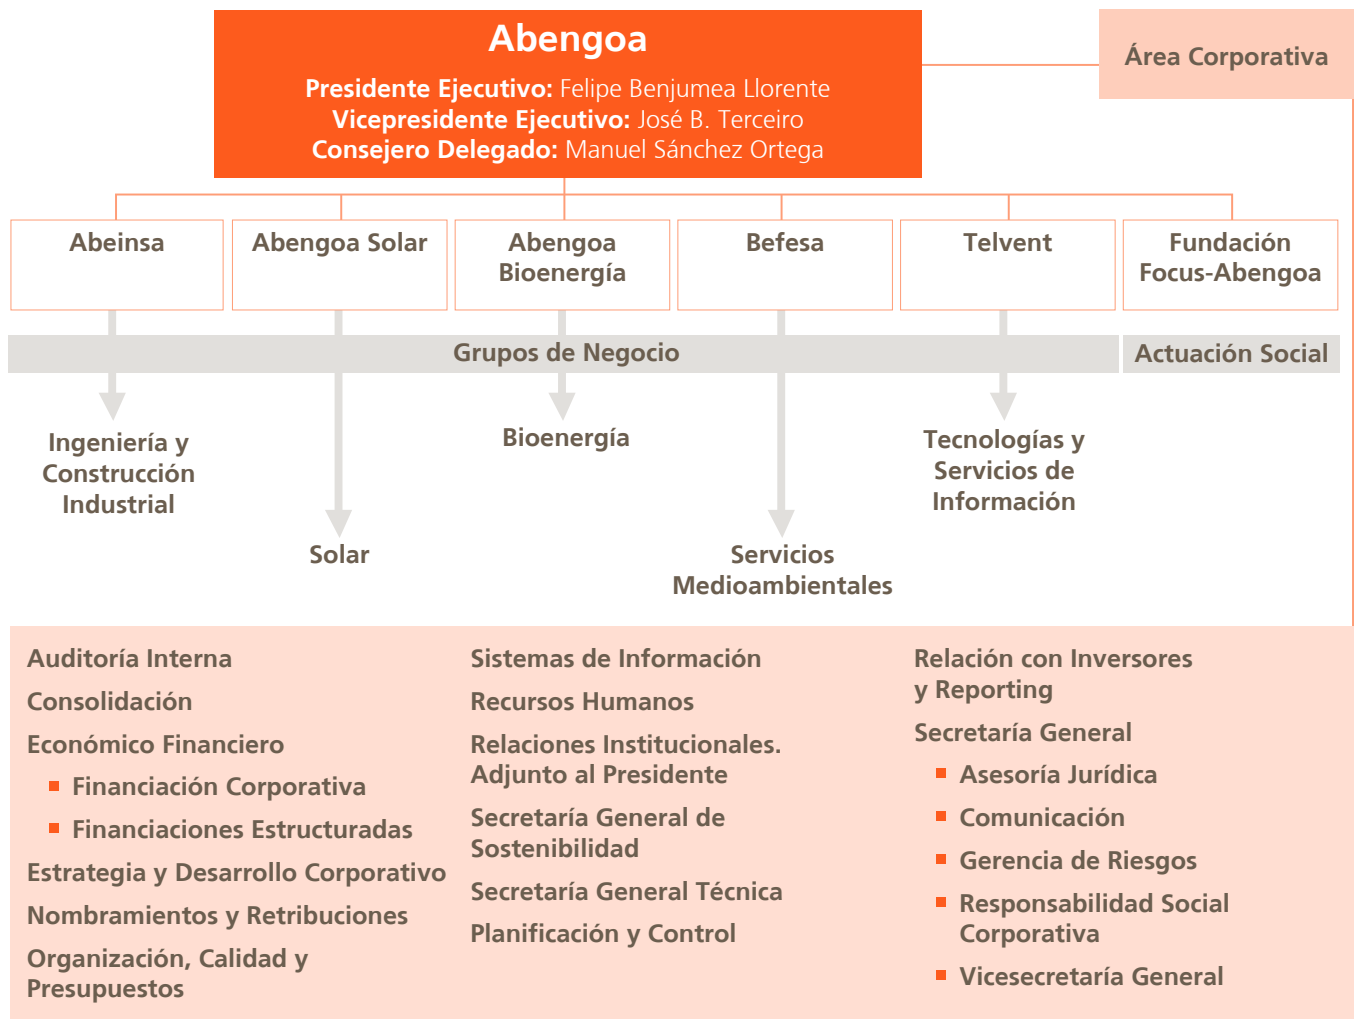 Abengoa
Presidente Ejecutivo: Felipe Benjumea Llorente
Vicepresidente Ejecutivo: José B. Terceiro
Consejero Delegado: Manuel Sánchez Ortega
Área Corporativa
Abeinsa
Abengoa Solar
Abengoa
Bioenergía
Befesa
Telvent
Fundación
Focus-Abengoa
Grupos de Negocio
Actuación Social
Ingeniería y
Construcción
Industrial
Solar
Bioenergía
Servicios
Medioambientales
Tecnologías y
Servicios de
Información
Auditoría Interna
Consolidación
Económico Financiero
Financiación Corporativa
Financiaciones Estructuradas
Estrategia y Desarrollo Corporativo
Nombramientos y Retribuciones
Organización, Calidad y
Presupuestos
Sistemas de Información
Recursos Humanos
Relaciones Institucionales.
Adjunto al Presidente
Secretaría General de
Sostenibilidad
Secretaría General Técnica
Planificación y Control
Relación con Inversores
y Reporting
Secretaría General
Asesoría Jurídica
Comunicación
Gerencia de Riesgos
Responsabilidad Social
Corporativa
Vicesecretaría General